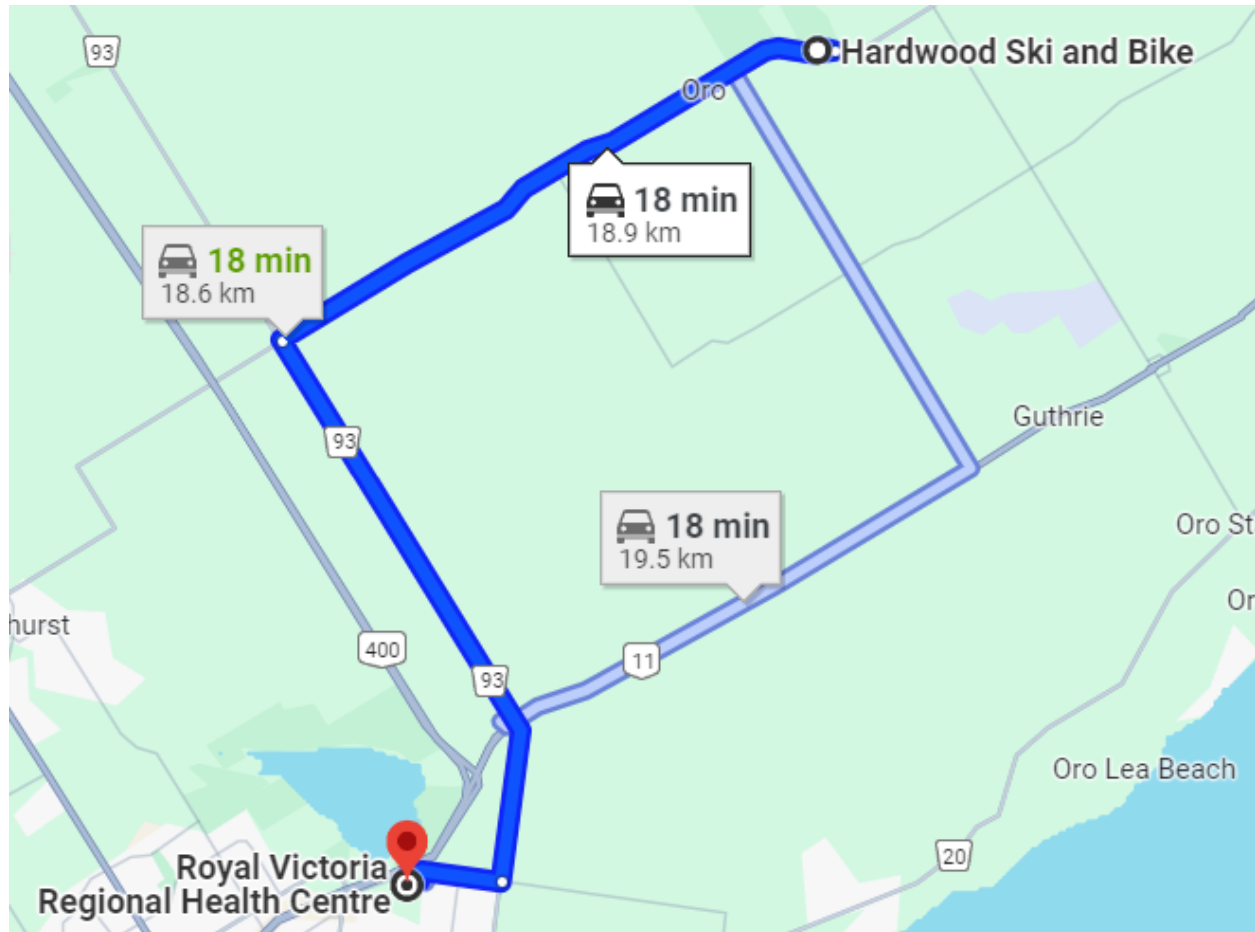 93
Hardwood Ski and Bike
Oro
18 min
18.9 km
18 min
18.6 km
Guthrie
93
18 min
19.5 km
Oro St
Or
hurst
400
11
93
Oro Lea Beach
20
Royal Victoria
Regional Health Centre